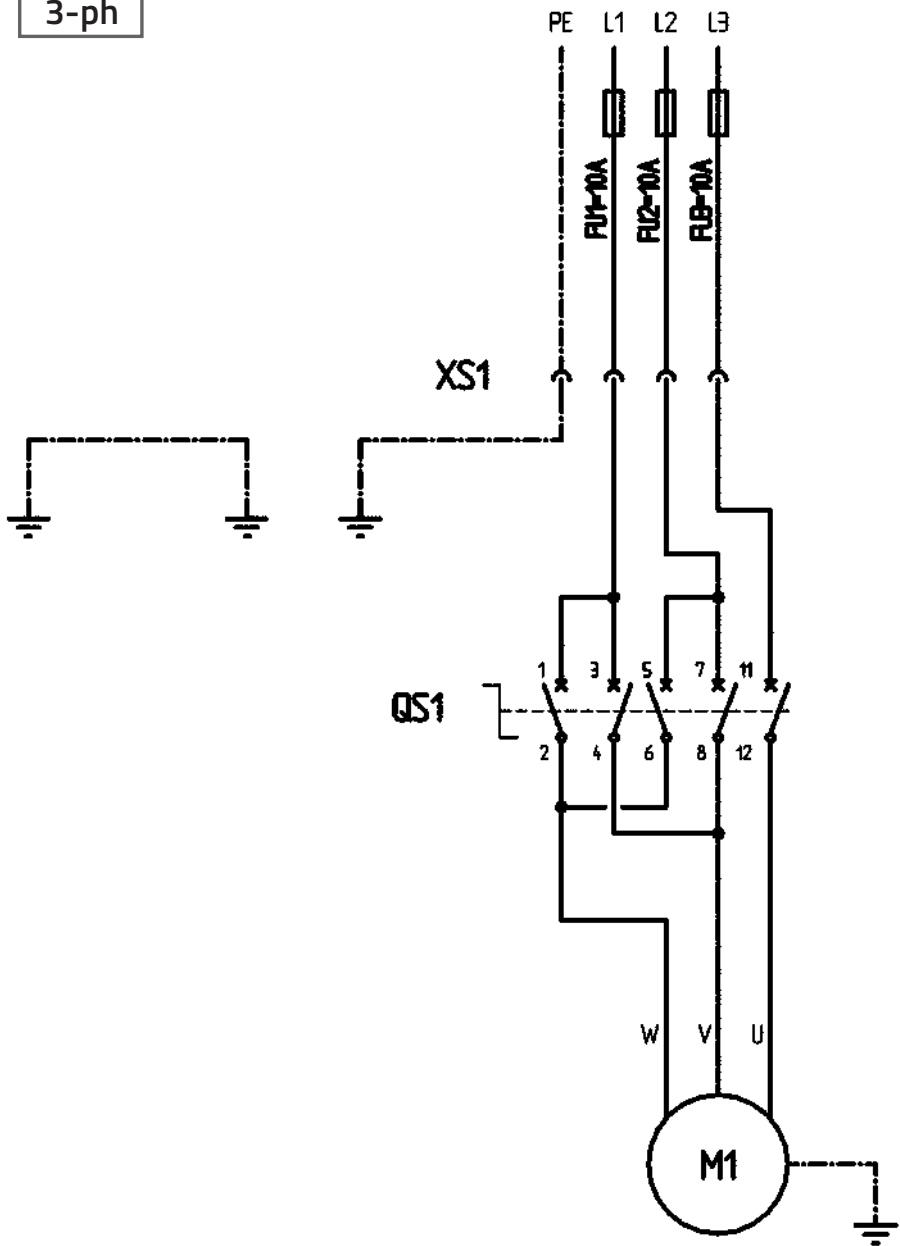 3-ph
PE L1 L2 L3
FU1=10A FU2=10A FU3=10A
XS1
1 3 5 7 11
QS1
2 4 6 8 12
W V U
M1